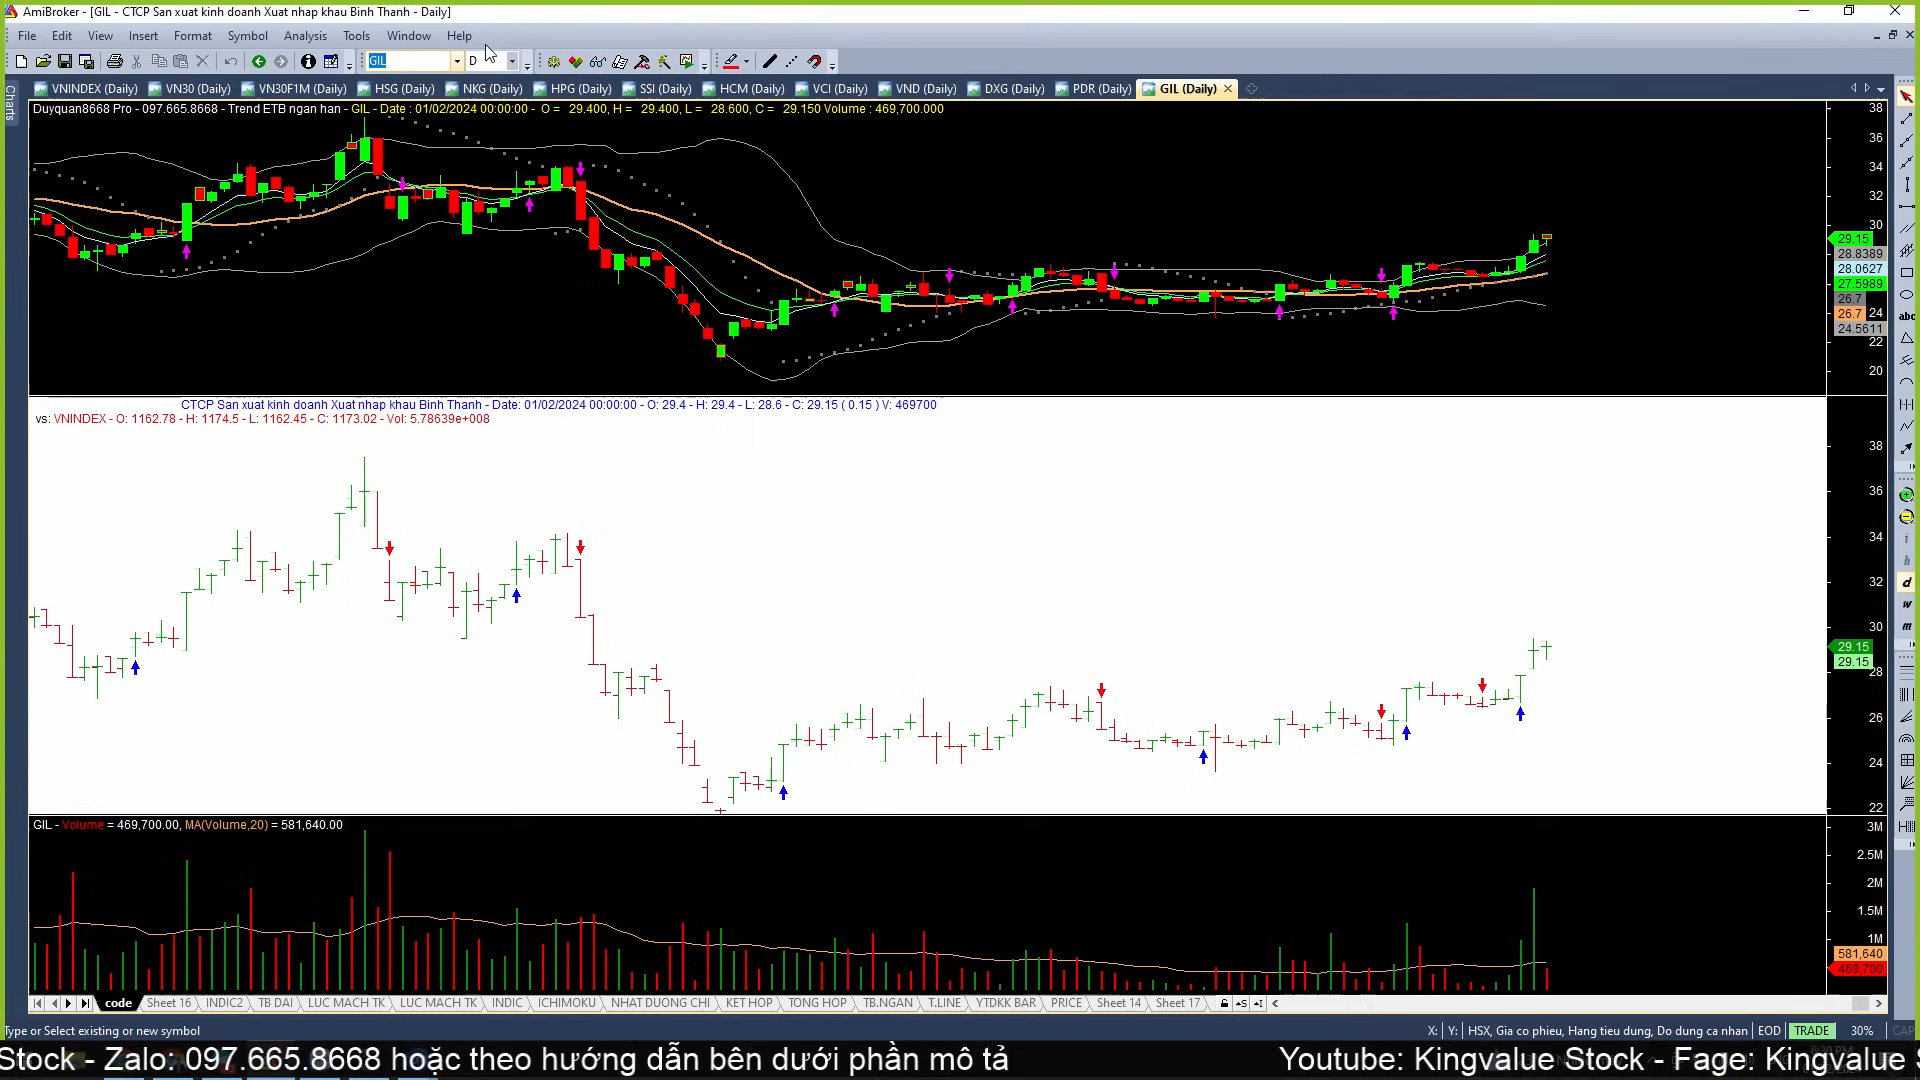 AmiBroker - [GIL - CTCP San xuat kinh doanh Xuat nhap khau Binh Thanh - Daily]
File Edit View Insert Format Symbol Analysis Tools Window Help
GIL D
Charts
VNINDEX (Daily) VN30 (Daily) VN30F1M (Daily) HSG (Daily) NKG (Daily) HPG (Daily) SSI (Daily) HCM (Daily) VCI (Daily) VND (Daily) DXG (Daily) PDR (Daily) GIL (Daily)
Duyquan8668 Pro - 097.665.8668 - Trend ETB ngan han - GIL - Date : 01/02/2024 00:00:00 - O = 29.400, H = 29.400, L = 28.600, C = 29.150 Volume : 469,700.000
38
36
34
32
30
29.15
28.8389
28.0627
27.5989
26.7
26.7 24
24.5611
22
20
CTCP San xuat kinh doanh Xuat nhap khau Binh Thanh - Date: 01/02/2024 00:00:00 - O: 29.4 - H: 29.4 - L: 28.6 - C: 29.15 ( 0.15 ) V: 469700
vs: VNINDEX - O: 1162.78 - H: 1174.5 - L: 1162.45 - C: 1173.02 - Vol: 5.78639e+008
38
36
34
32
30
29.15
29.15
28
26
24
22
GIL - Volume = 469,700.00, MA(Volume,20) = 581,640.00
3M
2.5M
2M
1.5M
1M
581,640
469,700
abc
i
h
d
w
m
code Sheet 16 INDIC2 TB DAI LUC MACH TK LUC MACH TK INDIC ICHIMOKU NHAT DUONG CHI KET HOP TONG HOP TB.NGAN T.LINE YTDKK BAR PRICE Sheet 14 Sheet 17
Type or Select existing or new symbol
X: Y: HSX, Gia co phieu, Hang tieu dung, Do dung ca nhan EOD TRADE 30% CAP
Stock - Zalo: 097.665.8668 hoặc theo hướng dẫn bên dưới phần mô tả Youtube: Kingvalue Stock - Fage: Kingvalue S